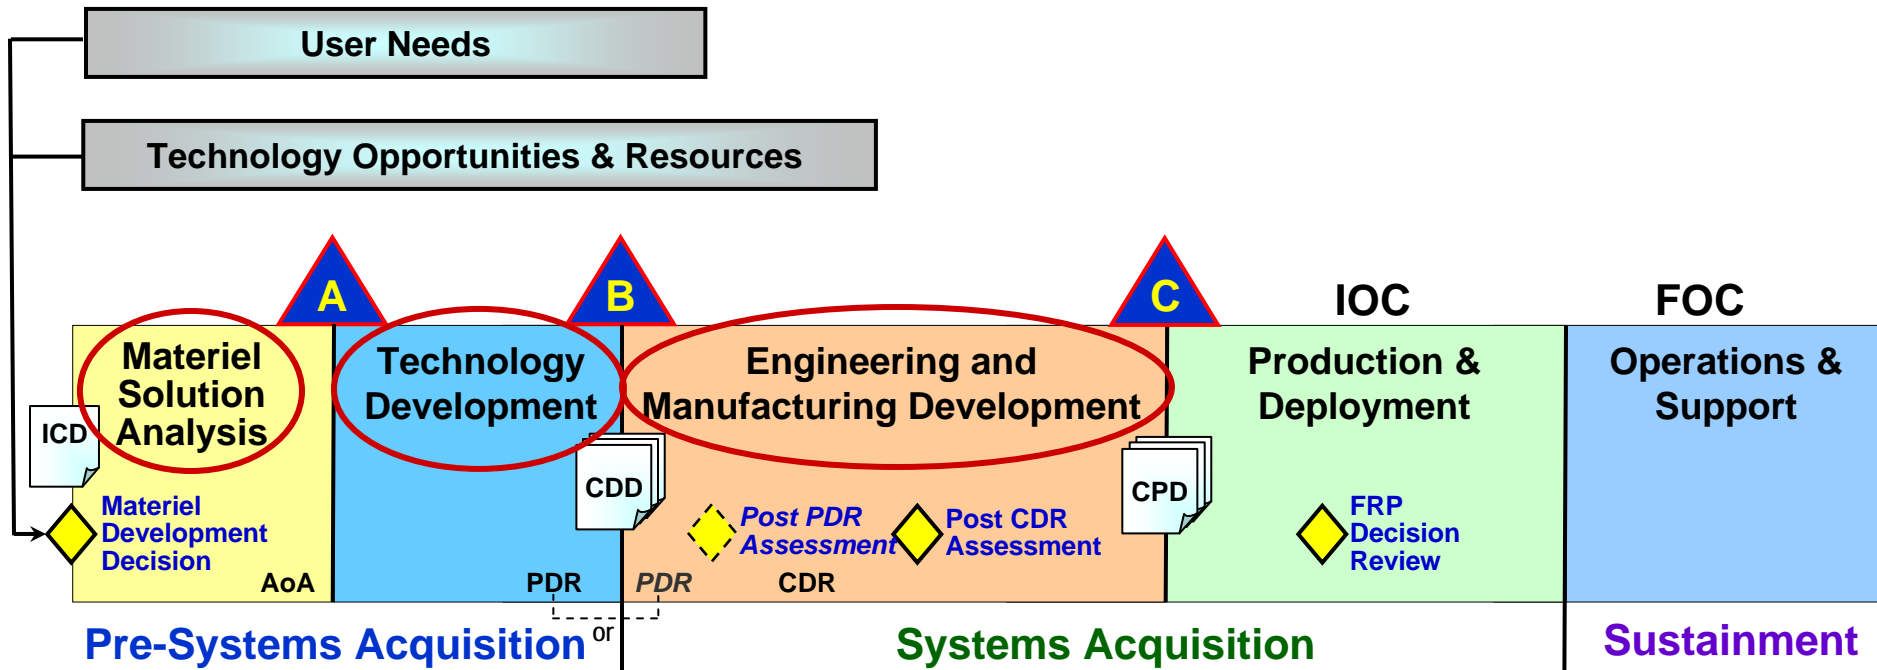 User Needs
Technology Opportunities & Resources
A
B
C
IOC
FOC
Materiel
Solution
Analysis
Technology
Development
Engineering and
Manufacturing Development
Production &
Deployment
Operations &
Support
ICD
CDD
CPD
Materiel
Development
Decision
Post PDR
Assessment
Post CDR
Assessment
FRP
Decision
Review
AoA
PDR
PDR
CDR
or
Pre-Systems Acquisition
Systems Acquisition
Sustainment